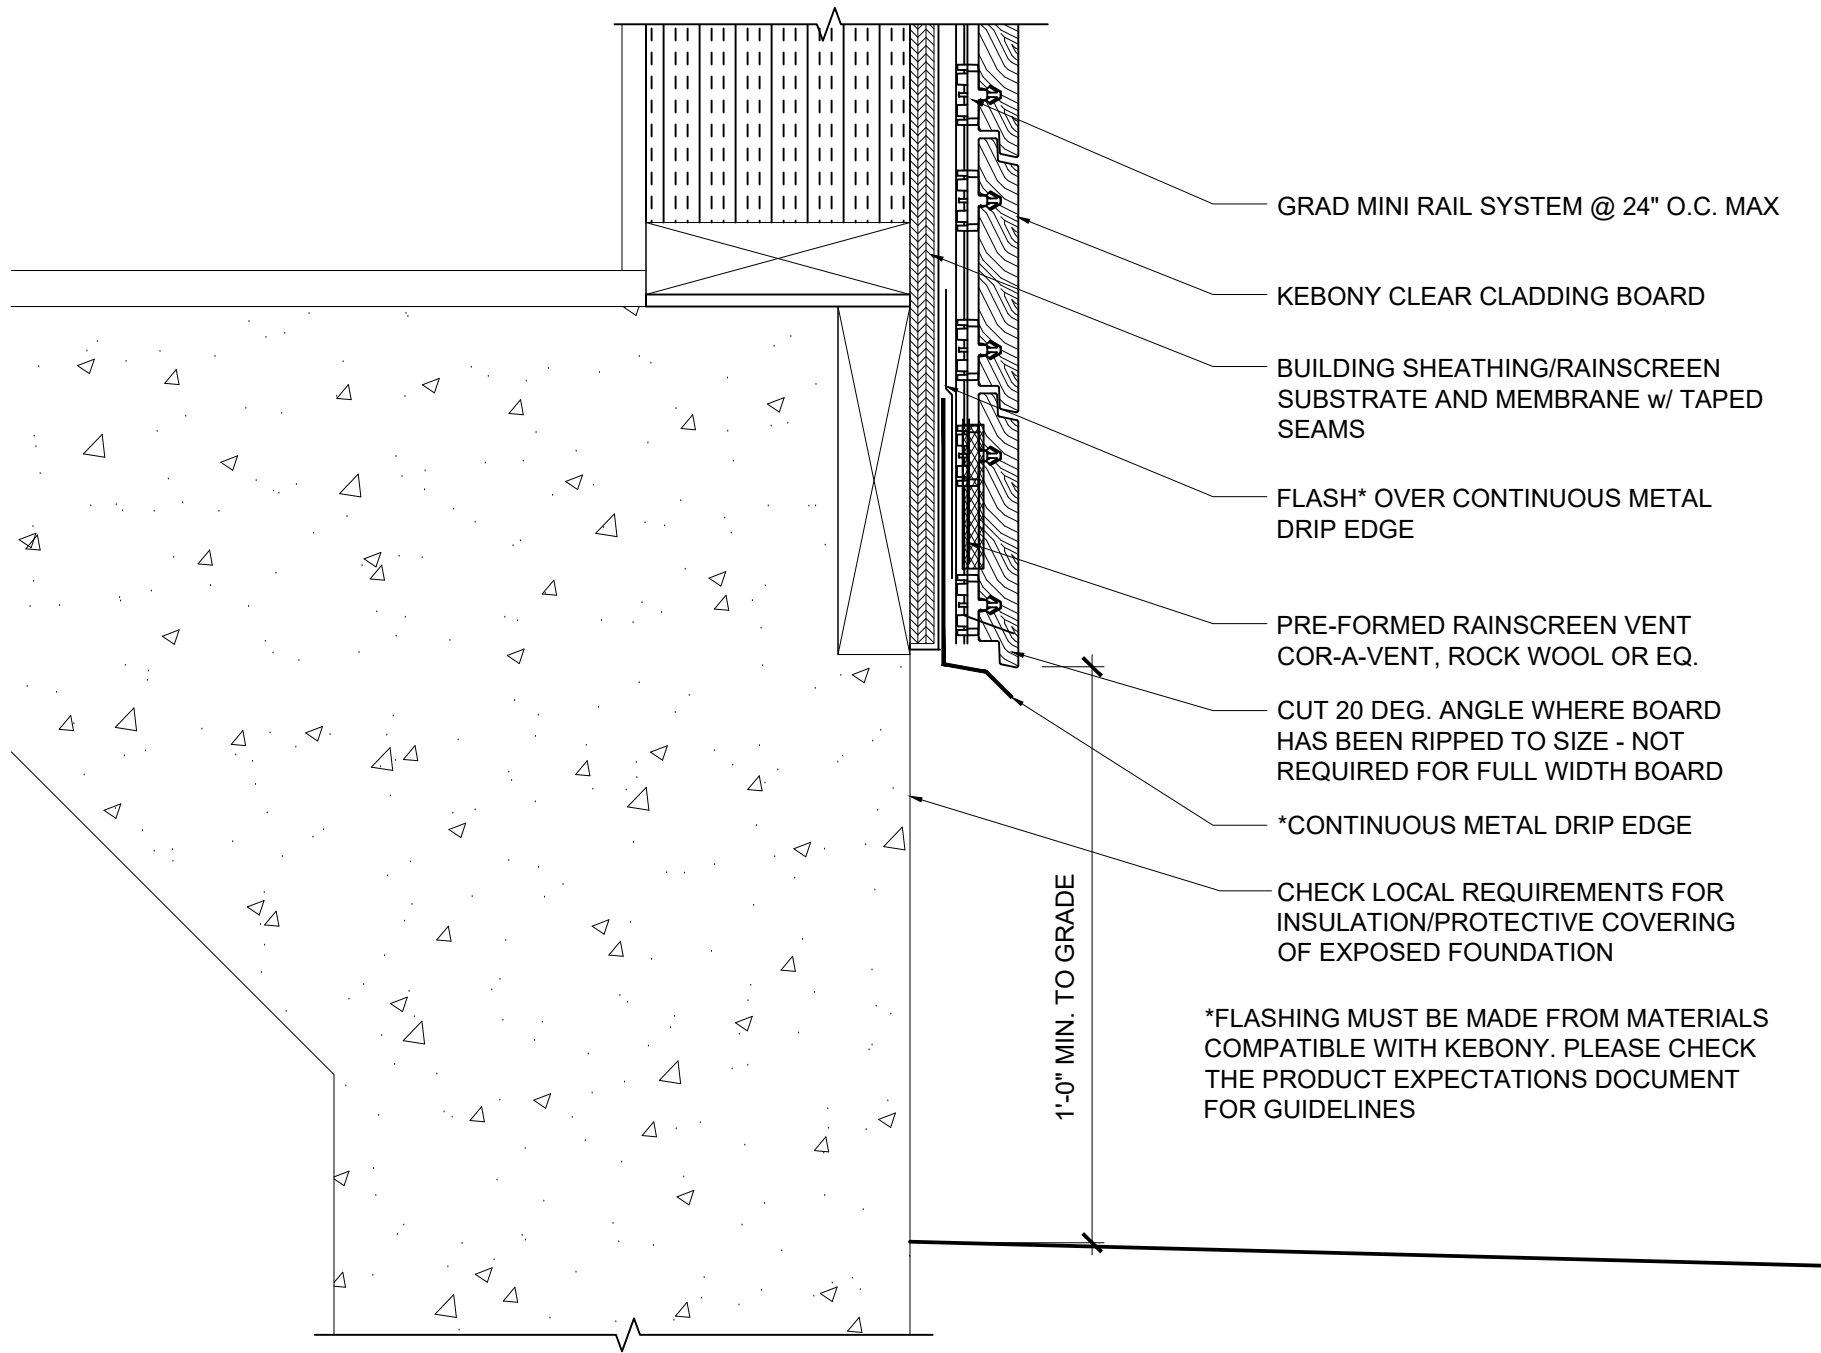 GRAD MINI RAIL SYSTEM @ 24" O.C. MAX
KEBONY CLEAR CLADDING BOARD
BUILDING SHEATHING/RAINSCREEN
SUBSTRATE AND MEMBRANE w/ TAPED
SEAMS
FLASH* OVER CONTINUOUS METAL
DRIP EDGE
PRE-FORMED RAINSCREEN VENT
COR-A-VENT, ROCK WOOL OR EQ.
CUT 20 DEG. ANGLE WHERE BOARD
HAS BEEN RIPPED TO SIZE - NOT
REQUIRED FOR FULL WIDTH BOARD
*CONTINUOUS METAL DRIP EDGE
CHECK LOCAL REQUIREMENTS FOR
INSULATION/PROTECTIVE COVERING
OF EXPOSED FOUNDATION
1'-0" MIN. TO GRADE
*FLASHING MUST BE MADE FROM MATERIALS
COMPATIBLE WITH KEBONY. PLEASE CHECK
THE PRODUCT EXPECTATIONS DOCUMENT
FOR GUIDELINES